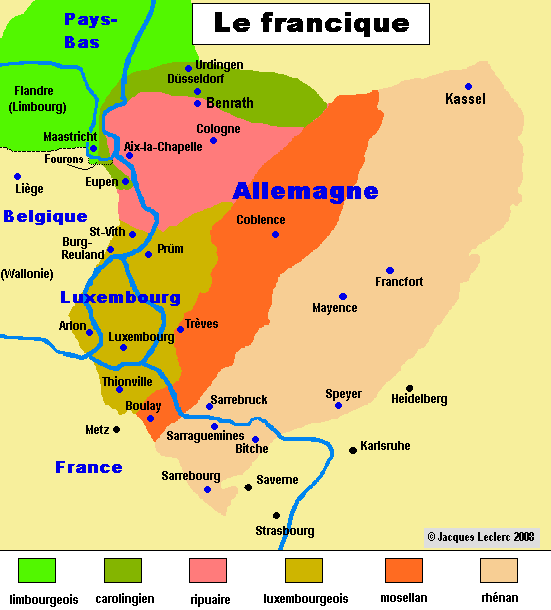 Le francique
Pays-
Bas
Urdingen
Düsseldorf
Benrath
Kassel
Flandre
(Limbourg)
Cologne
Maastricht
Aix-la-Chapelle
Fourons
Eupen
Liège
Allemagne
Belgique
Coblence
St-Vith
Burg-
Reuland
Prüm
(Wallonie)
Francfort
Luxembourg
Mayence
Arlon
Trèves
Luxembourg
Thionville
Boulay
Sarrebruck
Speyer
Heidelberg
Metz
Sarraguemines
Bitche
Karlsruhe
France
Sarrebourg
Saverne
Strasbourg
© Jacques Leclerc 2008
limbourgeois
carolingien
ripuaire
luxembourgeois
mosellan
rhénan